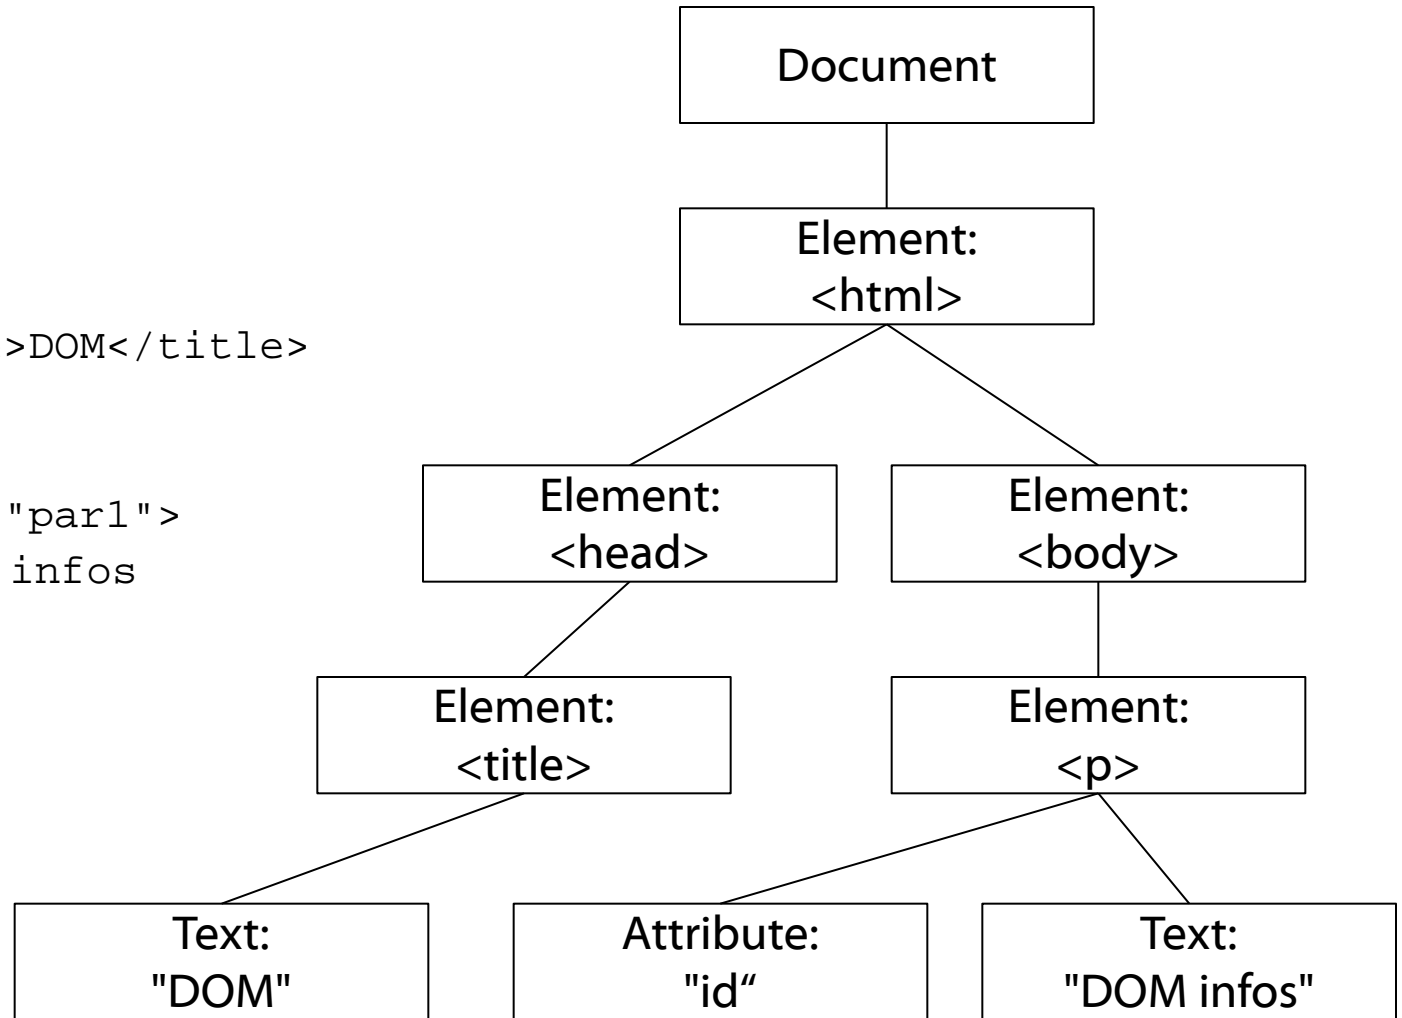 Document
Element:
<html>
>DOM</title>
"par1">
infos
Element:
<head>
Element:
<body>
Element:
<title>
Element:
<p>
Text:
"DOM"
Attribute:
"id“
Text:
"DOM infos"